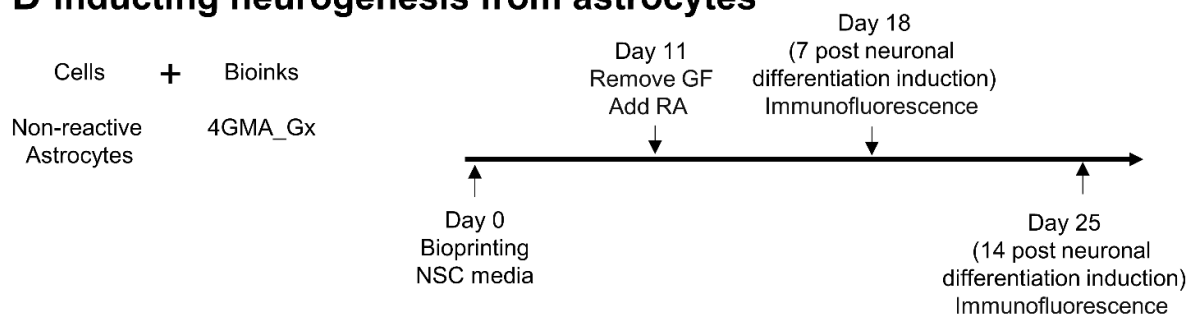 D Inducting neurogenesis from astrocytes
Cells + Bioinks
Non-reactive
Astrocytes
4GMA_Gx
Day 11
Remove GF
Add RA
Day 18
(7 post neuronal
differentiation induction)
Immunofluorescence
Day 0
Bioprinting
NSC media
Day 25
(14 post neuronal
differentiation induction)
Immunofluorescence